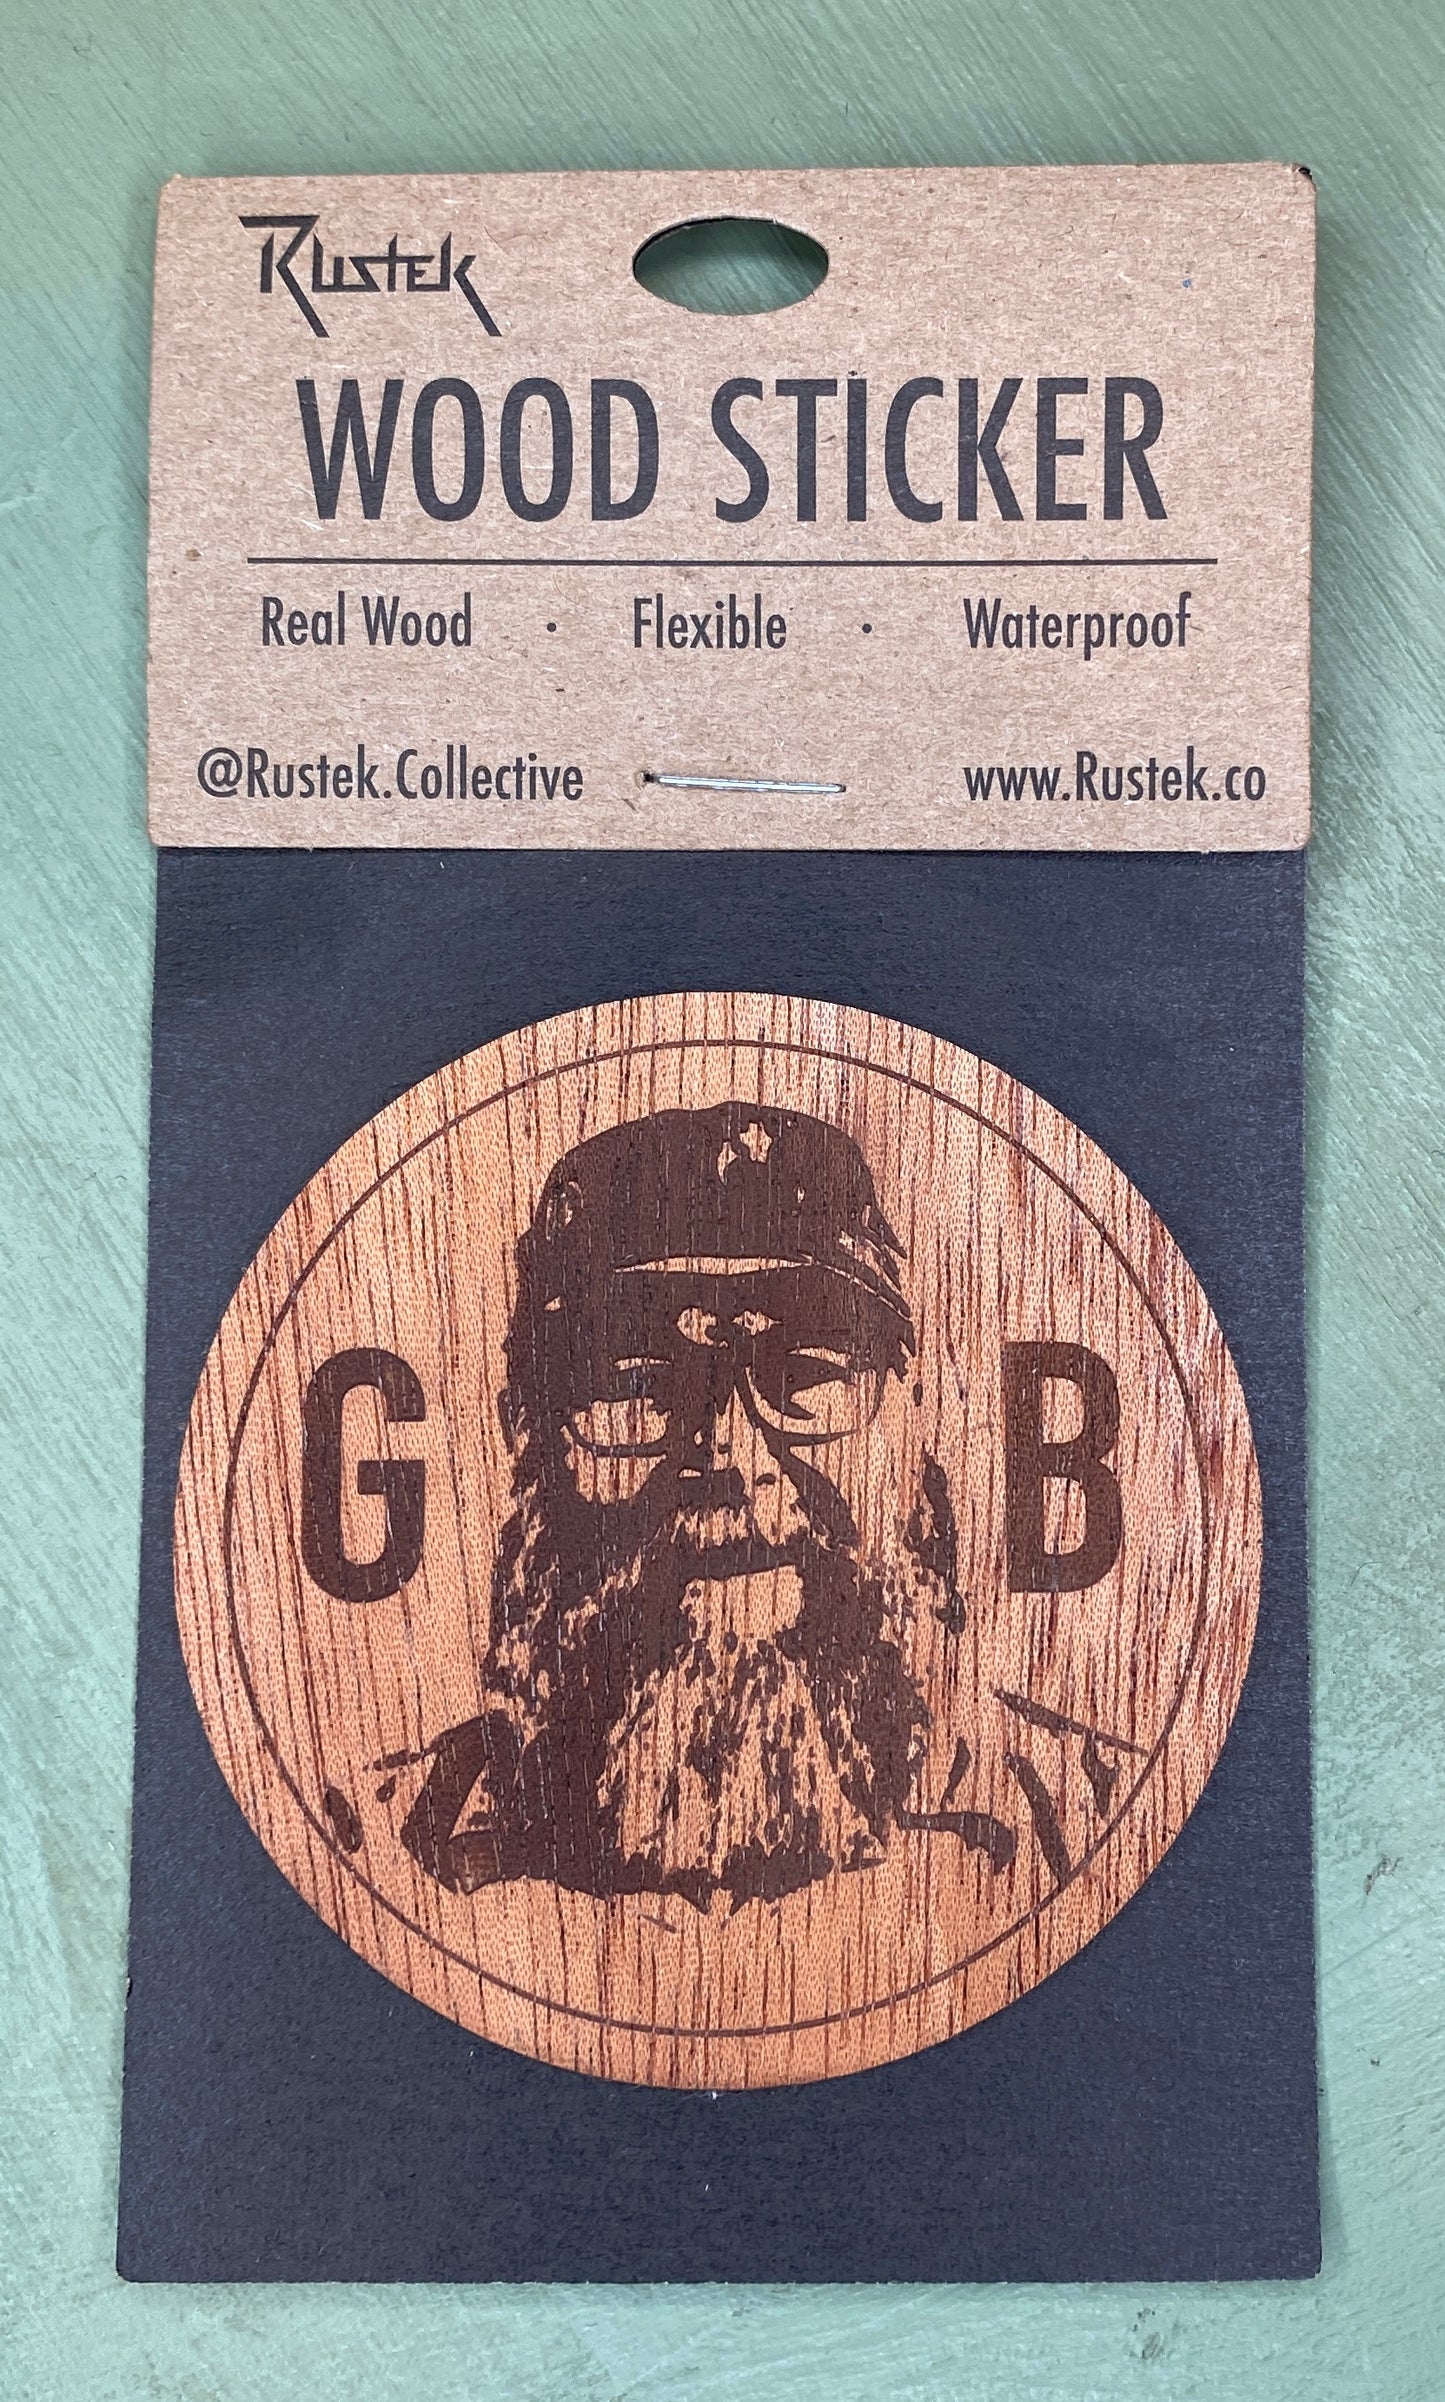 Rustek
WOOD STICKER
Real Wood · Flexible · Waterproof
@Rustek.Collective www.Rustek.co
G B